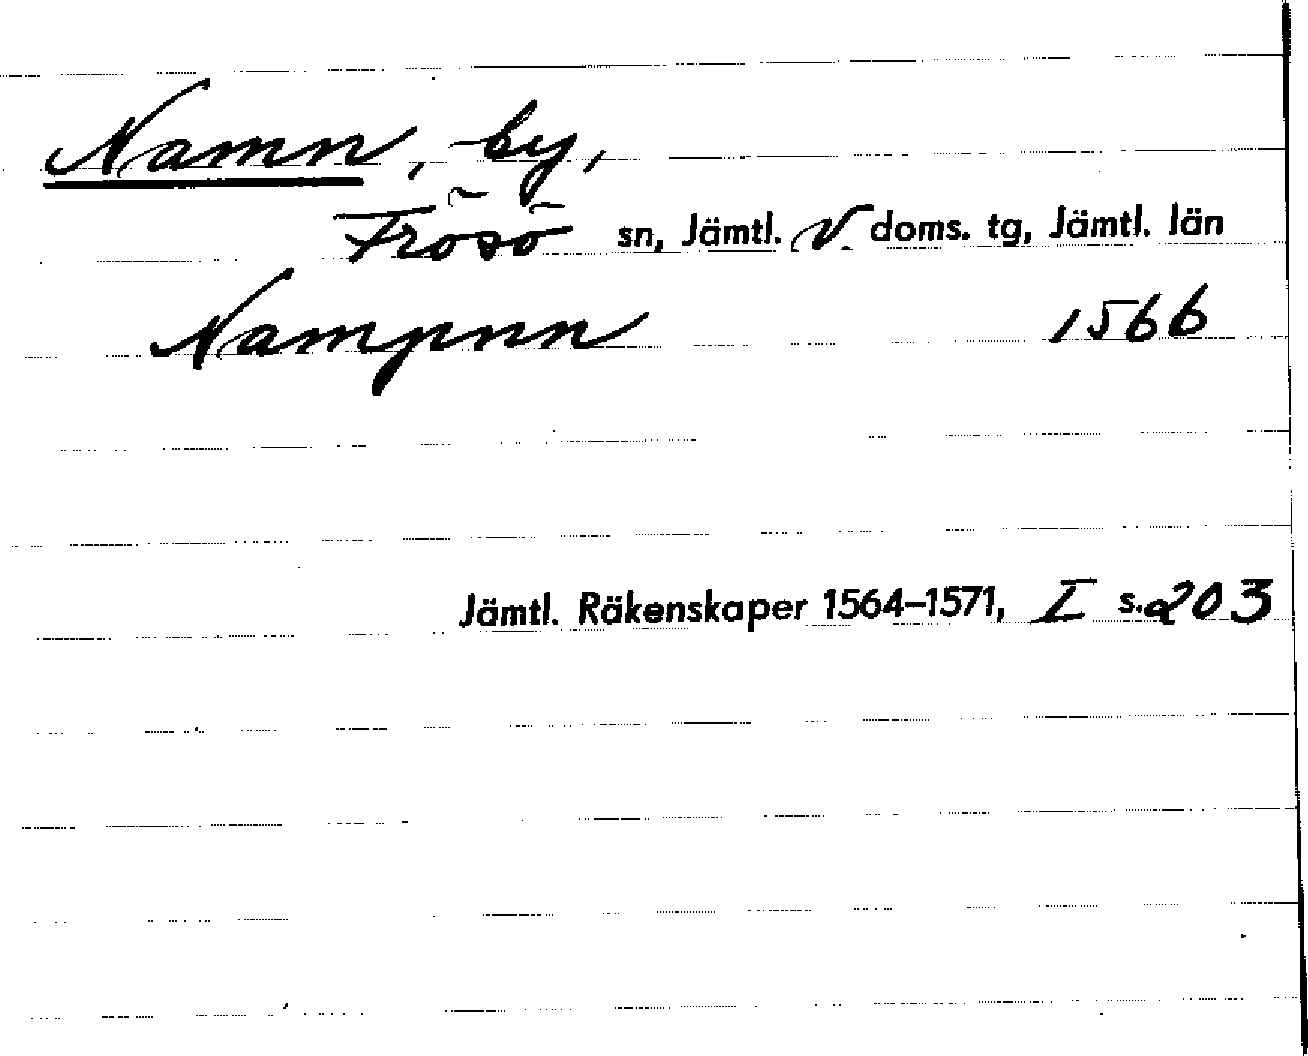 Namn, by,
Frösö sn, Jämtl. V. doms. tg, Jämtl. län
Nampnn 1566
Jämtl. Räkenskaper 1564–1571, I s. 203